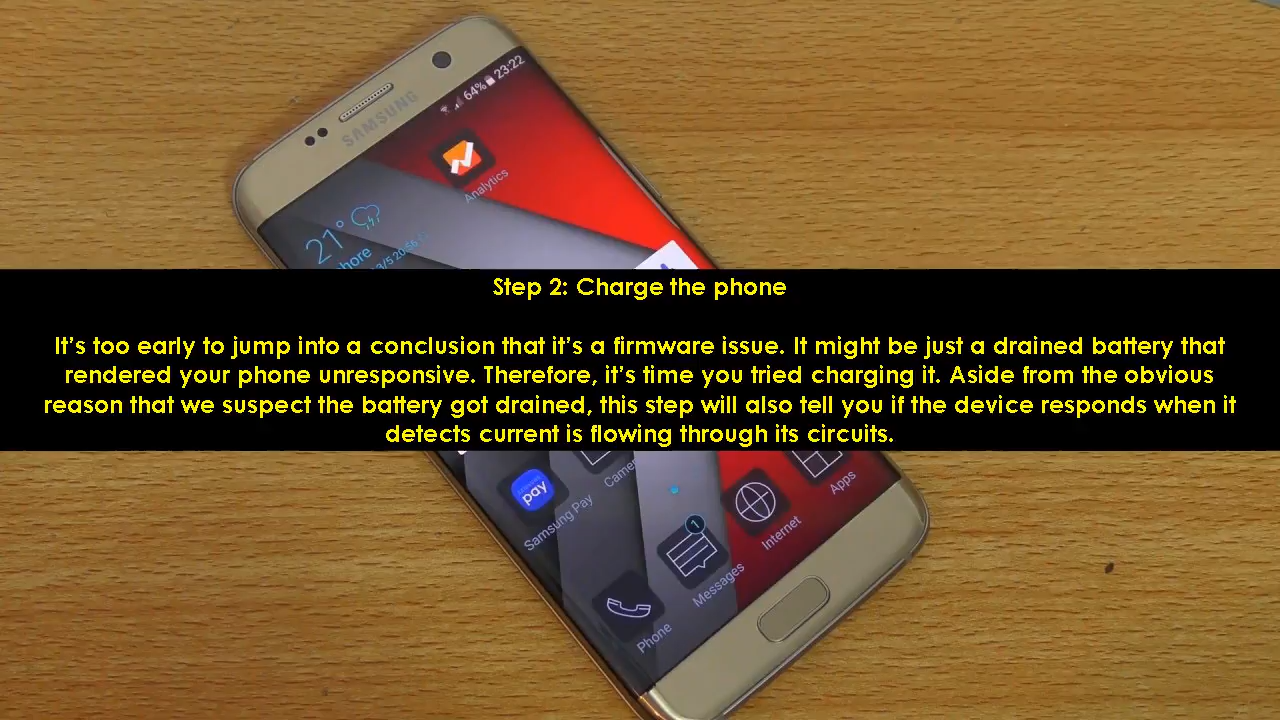 64% 23:22
SAMSUNG
Analytics
21°
Step 2: Charge the phone
It's too early to jump into a conclusion that it's a firmware issue. It might be just a drained battery that
rendered your phone unresponsive. Therefore, it's time you tried charging it. Aside from the obvious
reason that we suspect the battery got drained, this step will also tell you if the device responds when it
detects current is flowing through its circuits.
pay
Samsung Pay
Apps
Internet
1
Messages
Phone